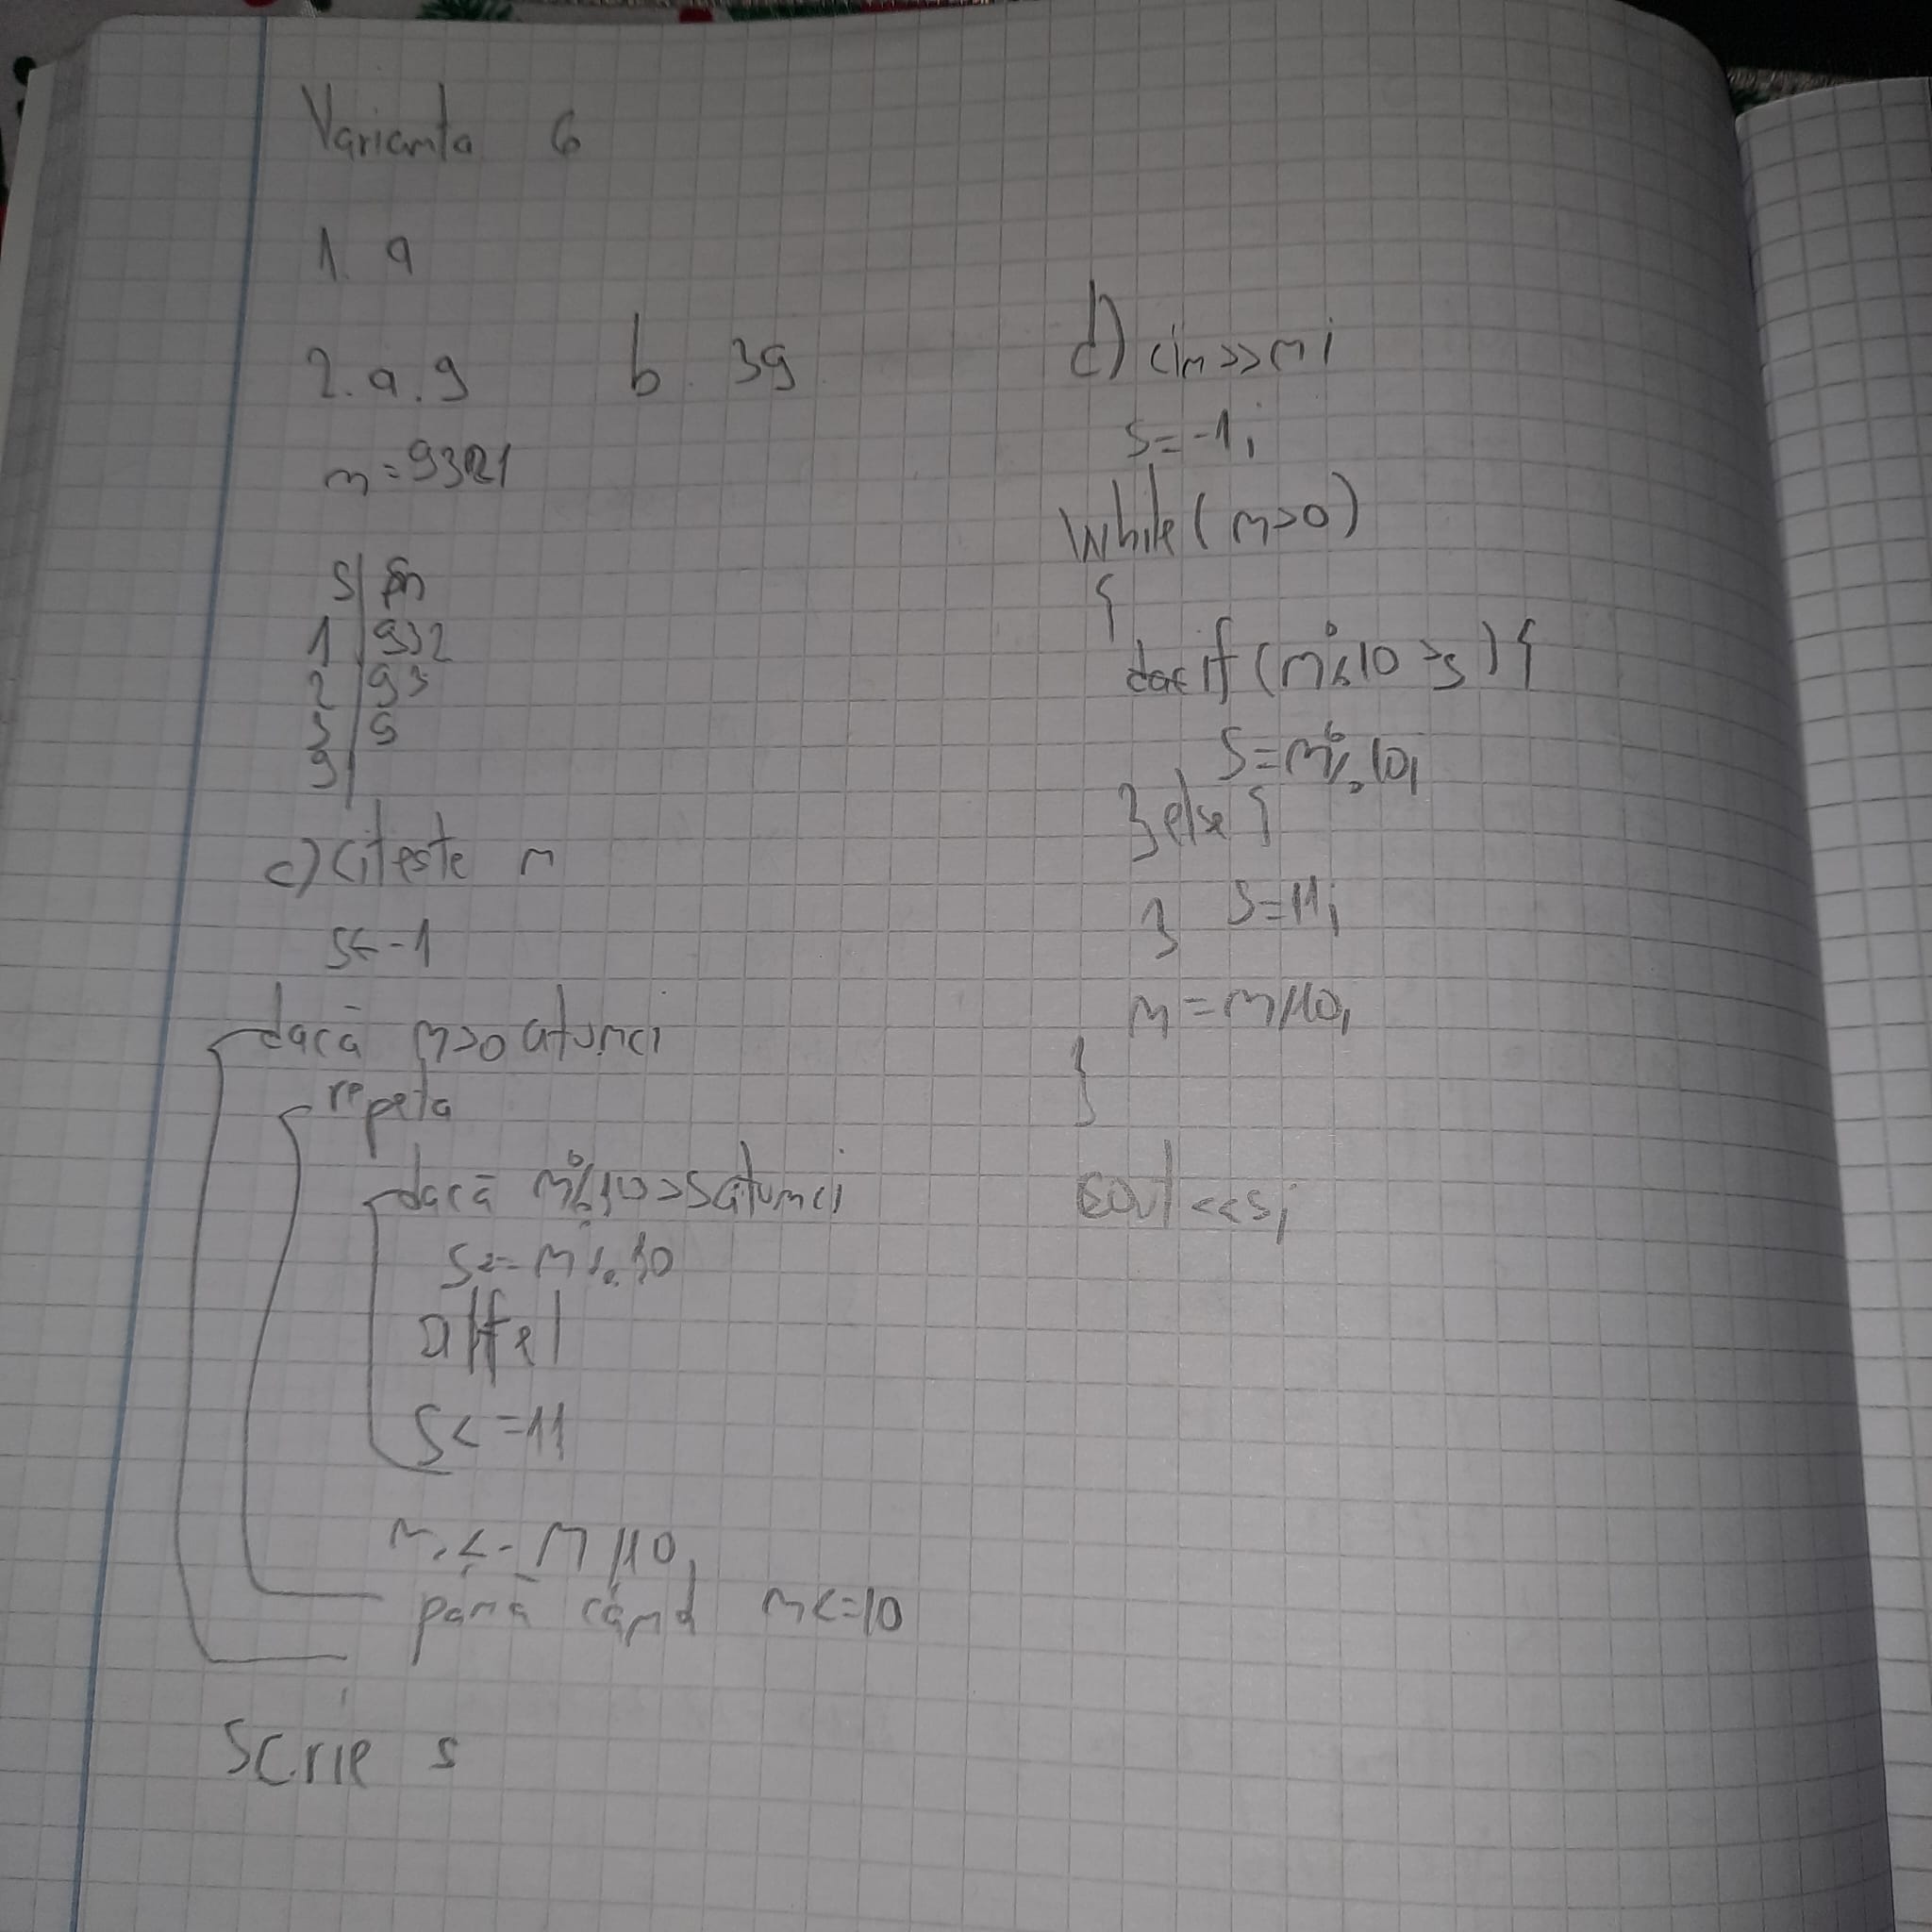 Varianta 6
1. a
2. a. 9 b. 39
n=9321
s|n
1|932
2|93
3|9
9|
c) citeste n
s<-1
dacă n>0 atunci
repeta
dacă n%10>s atunci
s<=n%10
altfel
s<=11
n<-n/10,
până când n<=10
scrie s
d) cin>>n;
s=-1;
while(n>0)
{
if(n%10>s){
s=n%10;
}else{
s=11;
}
n=n/10;
}
cout<<s;